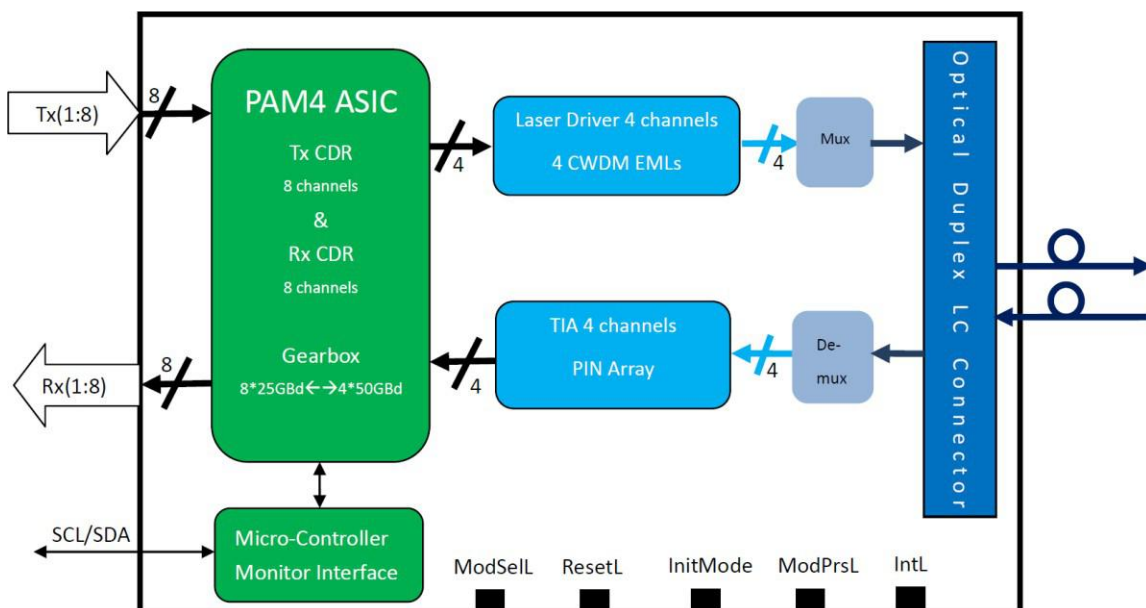 Tx(1:8)
8
PAM4 ASIC
Tx CDR
8 channels
&
Rx CDR
8 channels
Gearbox
8*25GBd←→4*50GBd
4
Laser Driver 4 channels
4 CWDM EMLs
4
Mux
Optical Duplex LC Connector
Rx(1:8)
8
4
TIA 4 channels
PIN Array
4
De-
mux
SCL/SDA
Micro-Controller
Monitor Interface
ModSelL
ResetL
InitMode
ModPrsL
IntL